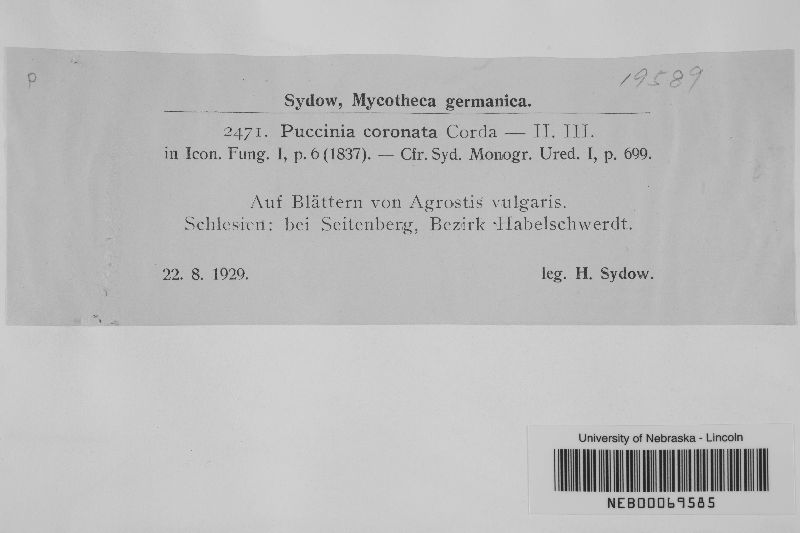 p
19589
Sydow, Mycotheca germanica.
2471. Puccinia coronata Corda — II. III.
in Icon. Fung. I, p. 6 (1837). — Cfr. Syd. Monogr. Ured. I, p. 699.
Auf Blättern von Agrostis vulgaris.
Schlesien: bei Seitenberg, Bezirk Habelschwerdt.
22. 8. 1929. leg. H. Sydow.
University of Nebraska - Lincoln
NEB00069585